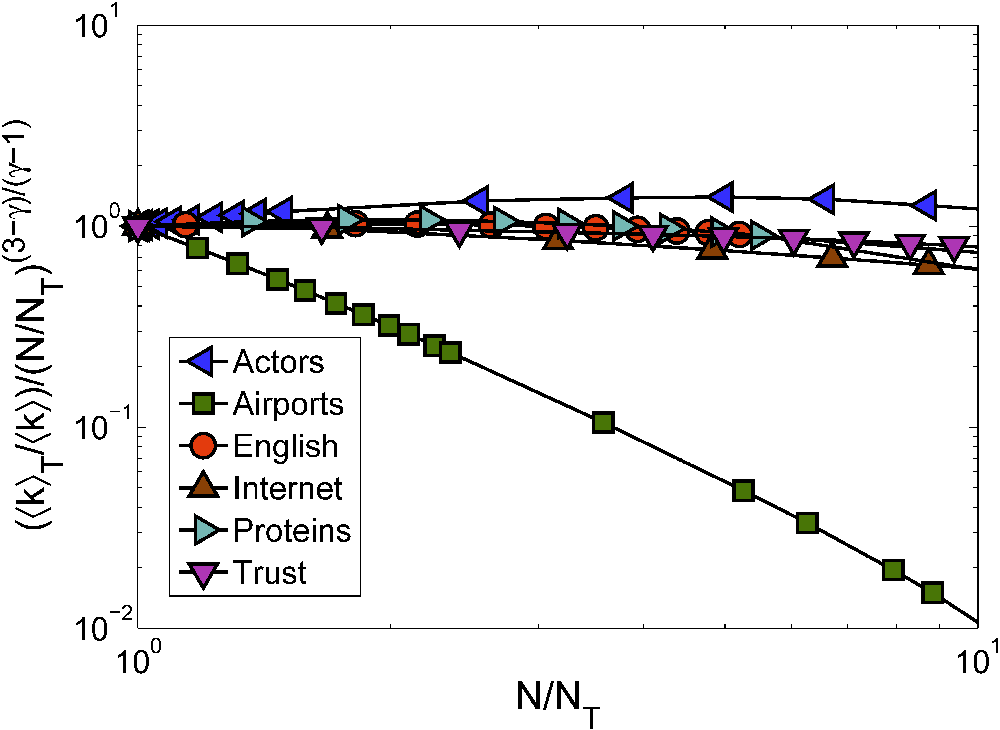 10^1
10^0
10^−1
10^−2
(⟨k⟩_T/⟨k⟩)/(N/N_T)^(3−γ)/(γ−1)
Actors
Airports
English
Internet
Proteins
Trust
10^0
10^1
N/N_T